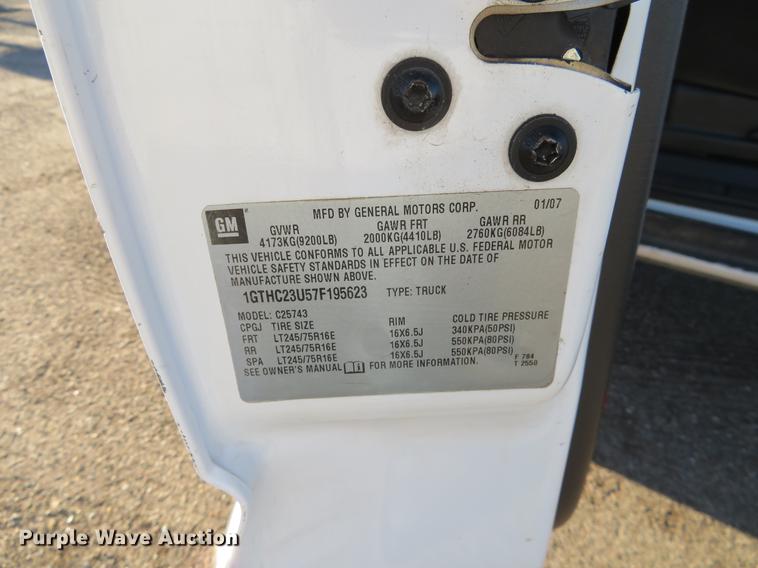 GM
MFD BY GENERAL MOTORS CORP. 01/07
GVWR GAWR FRT GAWR RR
4173KG(9200LB) 2000KG(4410LB) 2760KG(6084LB)
THIS VEHICLE CONFORMS TO ALL APPLICABLE U.S. FEDERAL MOTOR
VEHICLE SAFETY STANDARDS IN EFFECT ON THE DATE OF
MANUFACTURE SHOWN ABOVE.
1GTHC23U57F195623 TYPE: TRUCK
MODEL: C25743
CPGJ TIRE SIZE RIM COLD TIRE PRESSURE
FRT LT245/75R16E 16X6.5J 340KPA(50PSI)
RR LT245/75R16E 16X6.5J 550KPA(80PSI)
SPA LT245/75R16E 16X6.5J 550KPA(80PSI)
SEE OWNER'S MANUAL FOR MORE INFORMATION.
F 784
T 2550
Purple Wave Auction